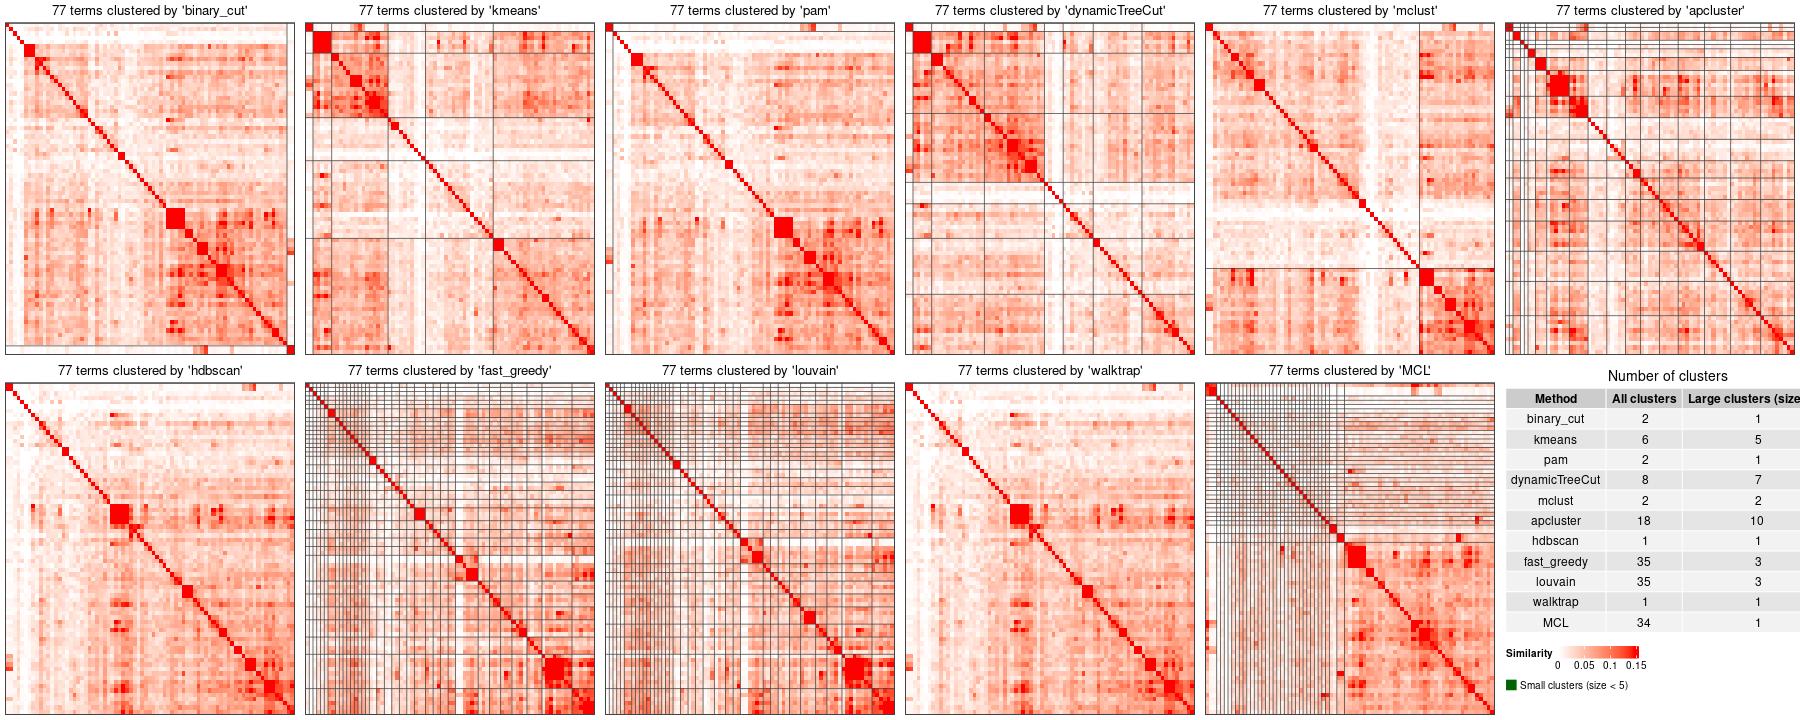 77 terms clustered by 'binary_cut'
77 terms clustered by 'kmeans'
77 terms clustered by 'pam'
77 terms clustered by 'dynamicTreeCut'
77 terms clustered by 'mclust'
77 terms clustered by 'apcluster'
77 terms clustered by 'hdbscan'
77 terms clustered by 'fast_greedy'
77 terms clustered by 'louvain'
77 terms clustered by 'walktrap'
77 terms clustered by 'MCL'
Number of clusters
Method All clusters Large clusters (size
binary_cut 2 1
kmeans 6 5
pam 2 1
dynamicTreeCut 8 7
mclust 2 2
apcluster 18 10
hdbscan 1 1
fast_greedy 35 3
louvain 35 3
walktrap 1 1
MCL 34 1
Similarity
0 0.05 0.1 0.15
Small clusters (size < 5)